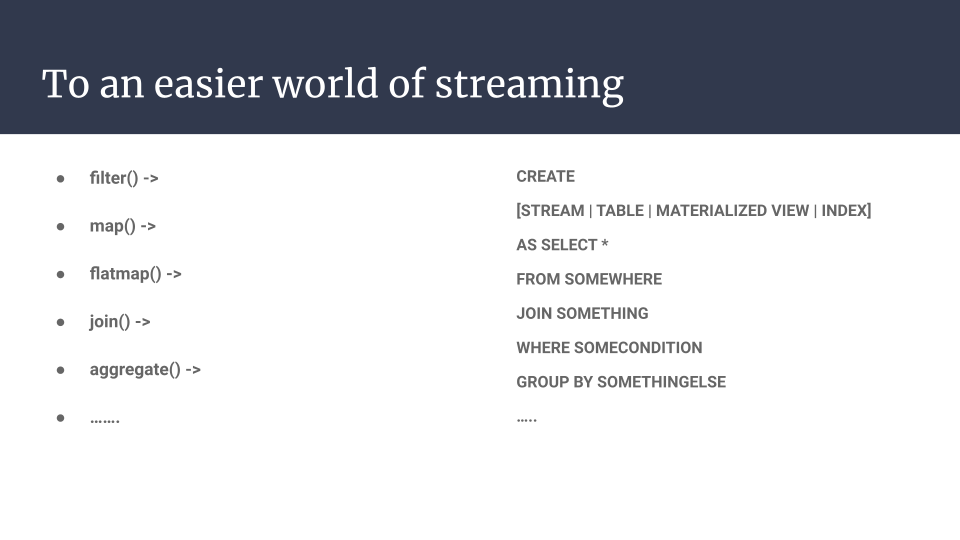 To an easier world of streaming
● filter() ->
● map() ->
● flatmap() ->
● join() ->
● aggregate() ->
● …….
CREATE
[STREAM | TABLE | MATERIALIZED VIEW | INDEX]
AS SELECT *
FROM SOMEWHERE
JOIN SOMETHING
WHERE SOMECONDITION
GROUP BY SOMETHINGELSE
…..